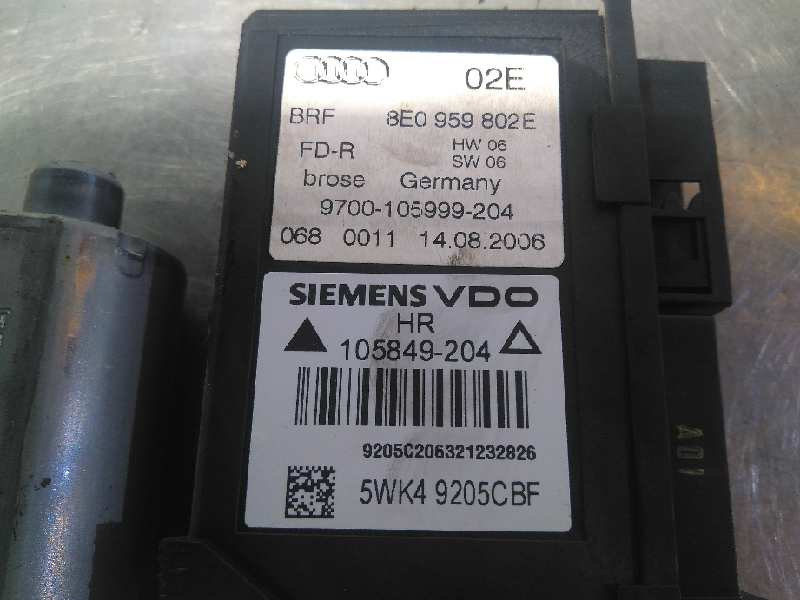 02E
BRF 8E0 959 802E
FD-R HW 06
SW 06
brose Germany
9700-105999-204
068 0011 14.08.2006
SIEMENS VDO
HR
105849-204
9205C206321232826
5WK4 9205CBF
A01